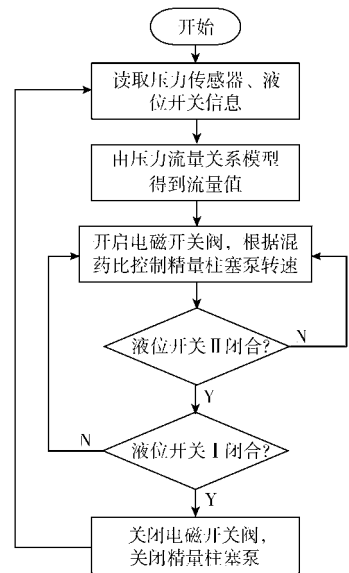 开始
读取压力传感器、液
位开关信息
由压力流量关系模型
得到流量值
开启电磁开关阀，根据混
药比控制精量柱塞泵转速
液位开关Ⅱ闭合?
N
Y
液位开关Ⅰ闭合?
N
Y
关闭电磁开关阀，
关闭精量柱塞泵